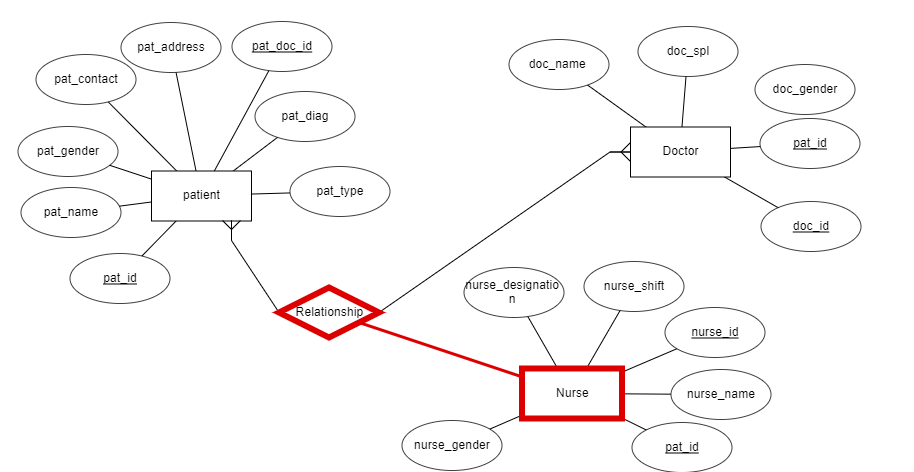 pat_address
pat_doc_id
pat_contact
pat_diag
pat_gender
pat_name
patient
pat_type
pat_id
doc_name
doc_spl
doc_gender
pat_id
Doctor
doc_id
Relationship
nurse_designatio
n
nurse_shift
nurse_id
Nurse
nurse_name
nurse_gender
pat_id